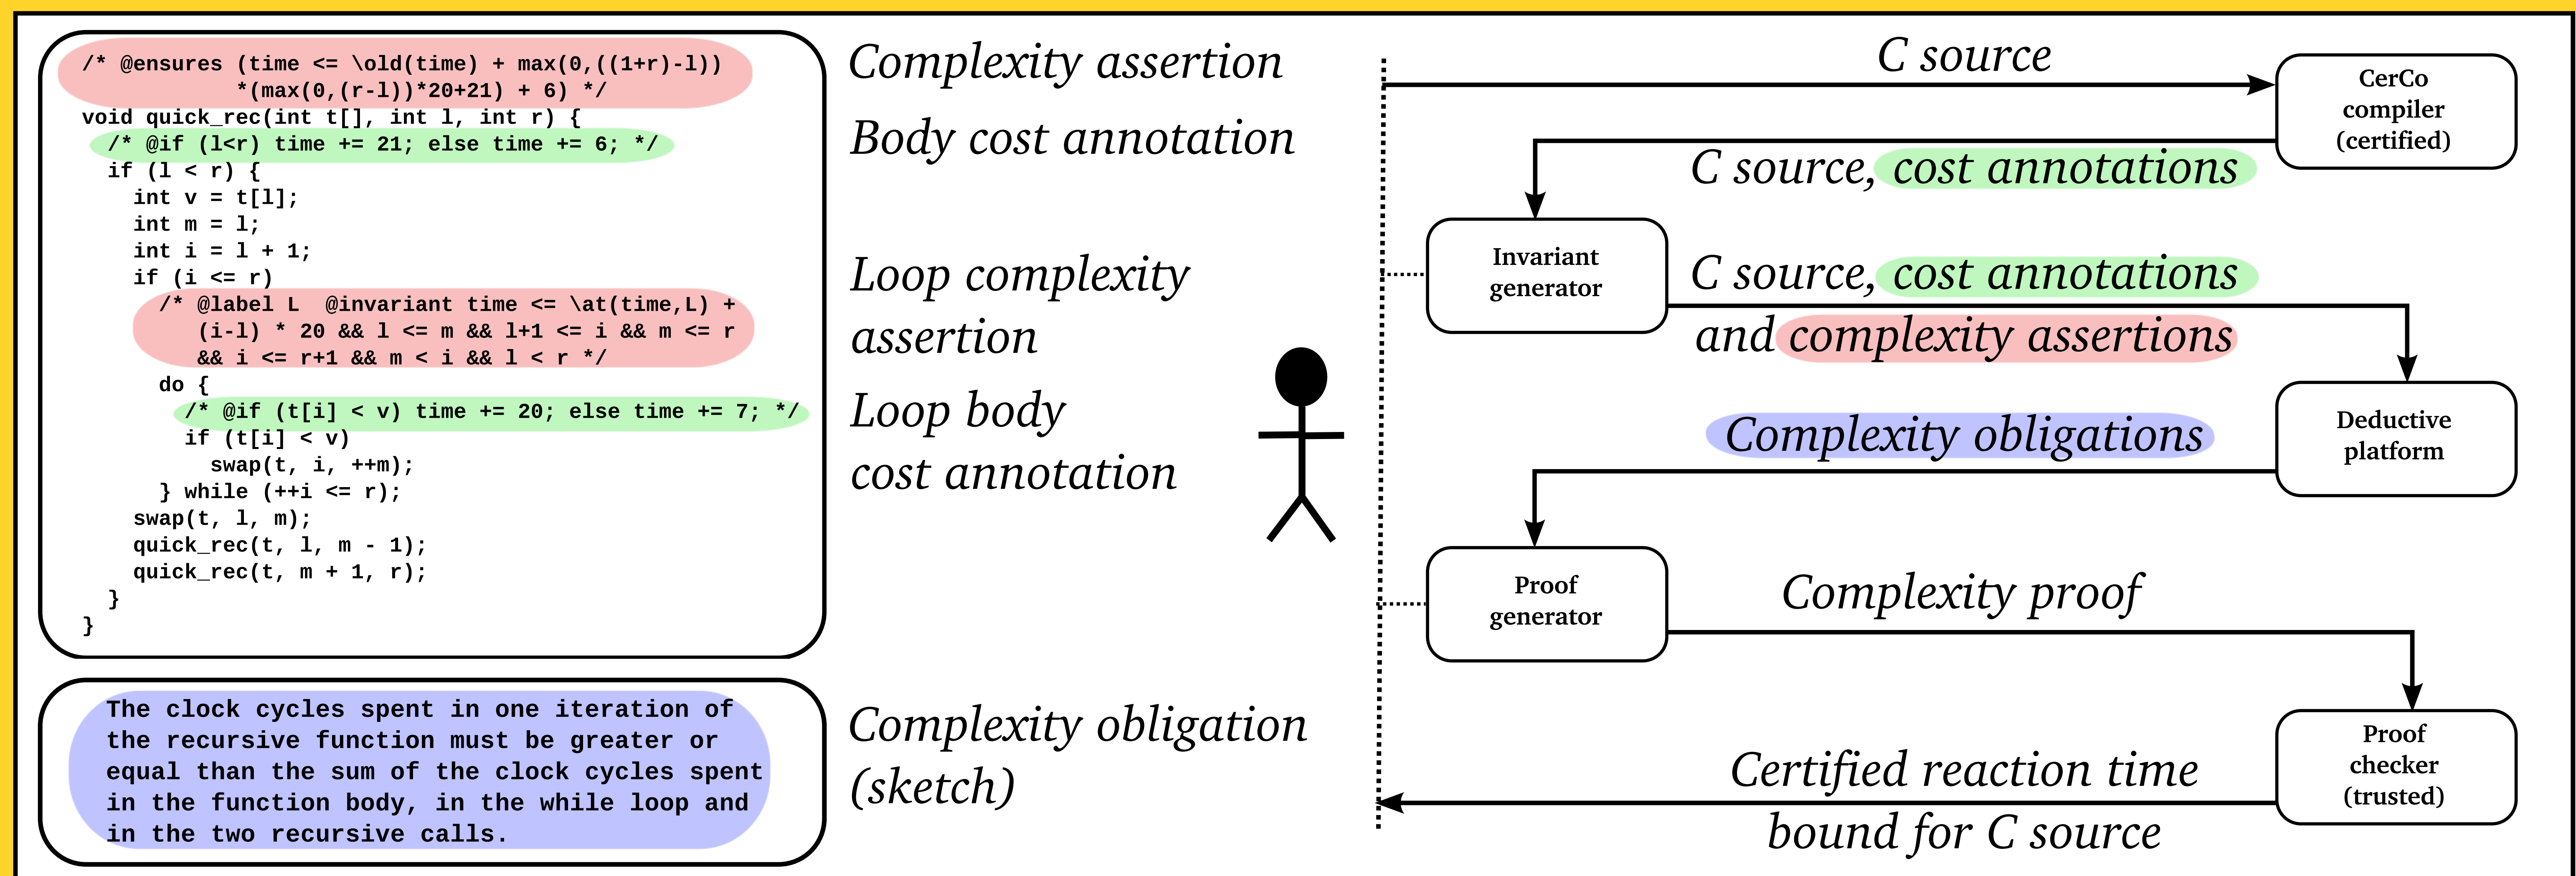 /* @ensures (time <= \old(time) + max(0,((1+r)-l))
*(max(0,(r-l))*20+21) + 6) */
void quick_rec(int t[], int l, int r) {
/* @if (l<r) time += 21; else time += 6; */
if (l < r) {
int v = t[l];
int m = l;
int i = l + 1;
if (i <= r)
/* @label L  @invariant time <= \at(time,L) +
(i-l) * 20 && l <= m && l+1 <= i && m <= r
&& i <= r+1 && m < i && l < r */
do {
/* @if (t[i] < v) time += 20; else time += 7; */
if (t[i] < v)
swap(t, i, ++m);
} while (++i <= r);
swap(t, l, m);
quick_rec(t, l, m - 1);
quick_rec(t, m + 1, r);
}
}
The clock cycles spent in one iteration of
the recursive function must be greater or
equal than the sum of the clock cycles spent
in the function body, in the while loop and
in the two recursive calls.
Complexity assertion
Body cost annotation
Loop complexity
assertion
Loop body
cost annotation
Complexity obligation
(sketch)
C source
CerCo
compiler
(certified)
C source, cost annotations
Invariant
generator
C source, cost annotations
and complexity assertions
Deductive
platform
Complexity obligations
Proof
generator
Complexity proof
Proof
checker
(trusted)
Certified reaction time
bound for C source